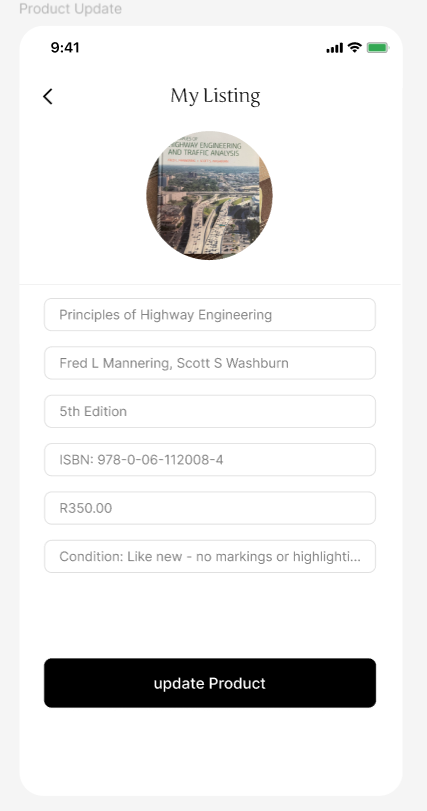 Product Update
9:41
My Listing
HIGHWAY ENGINEERING
AND TRAFFIC ANALYSIS
Principles of Highway Engineering
Fred L Mannering, Scott S Washburn
5th Edition
ISBN: 978-0-06-112008-4
R350.00
Condition: Like new - no markings or highlighti...
update Product